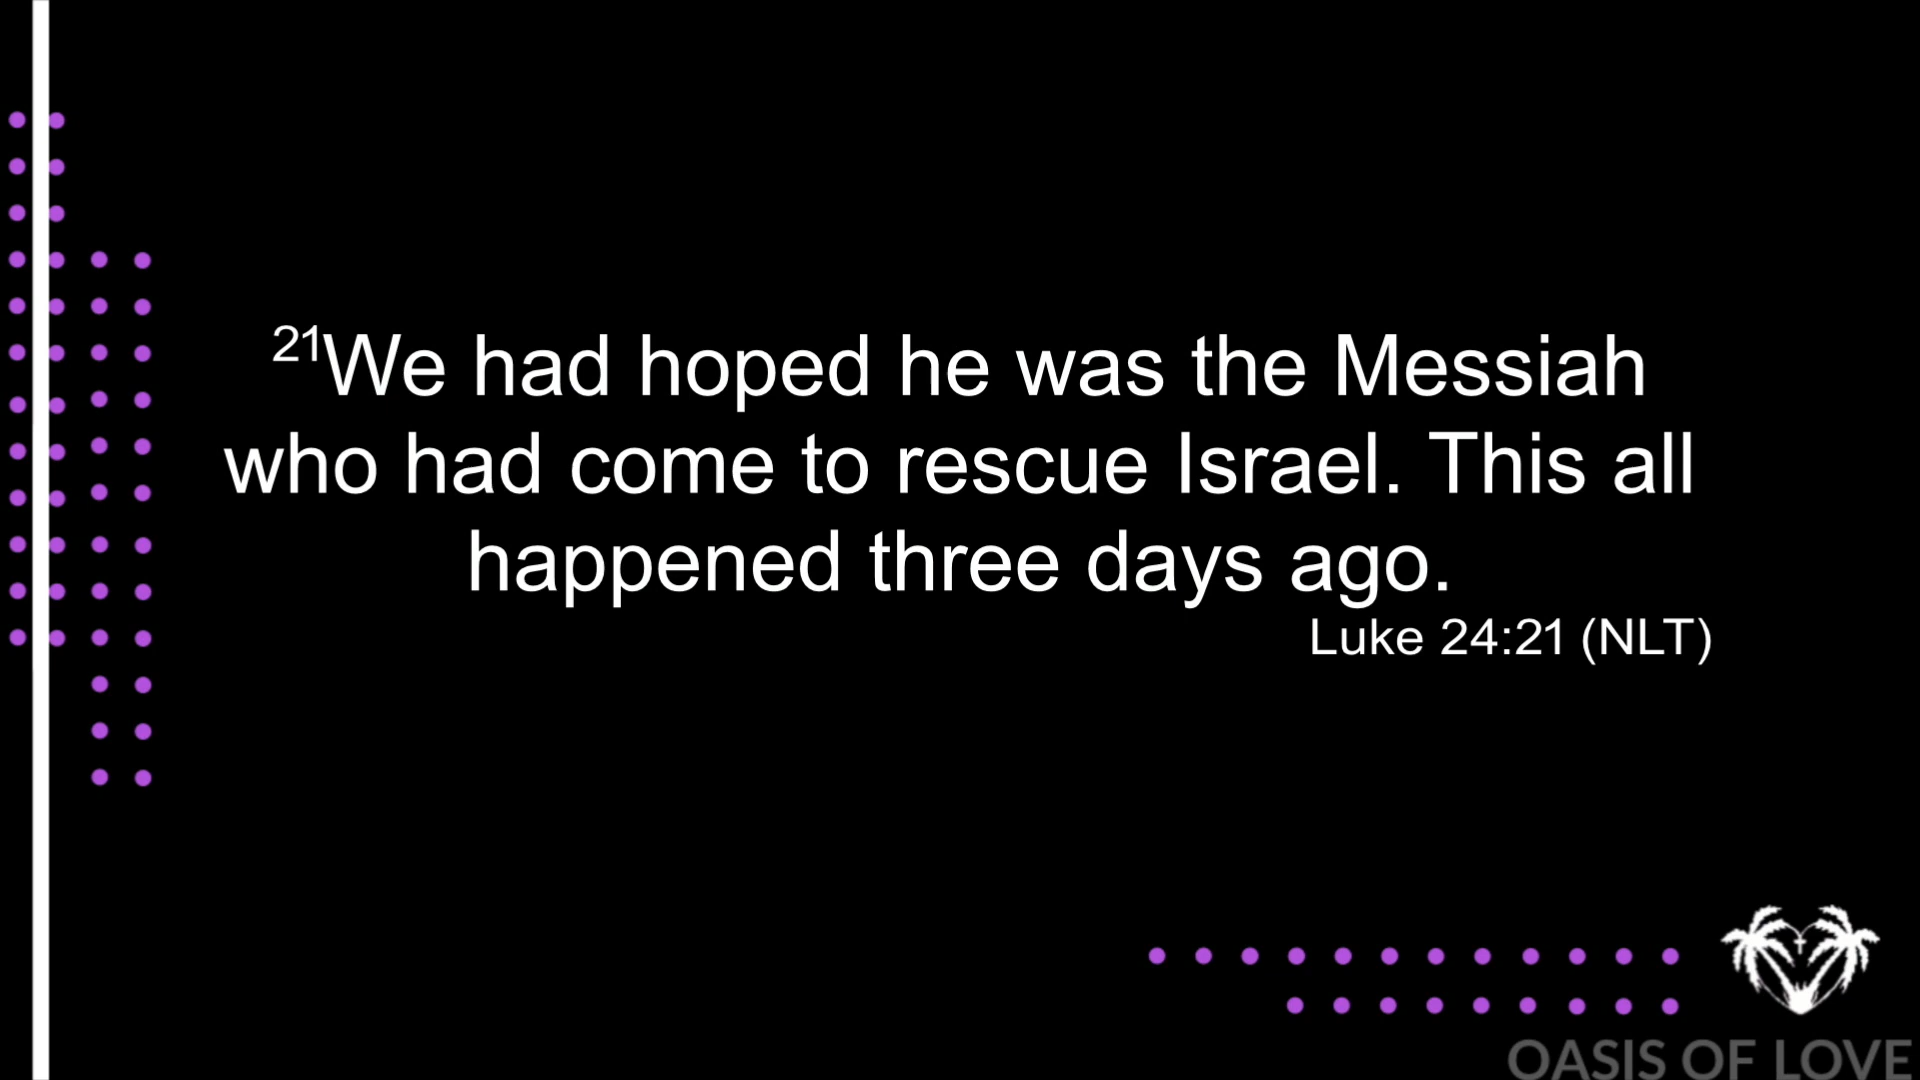 21We had hoped he was the Messiah
who had come to rescue Israel. This all
happened three days ago.
Luke 24:21 (NLT)
OASIS OF LOVE